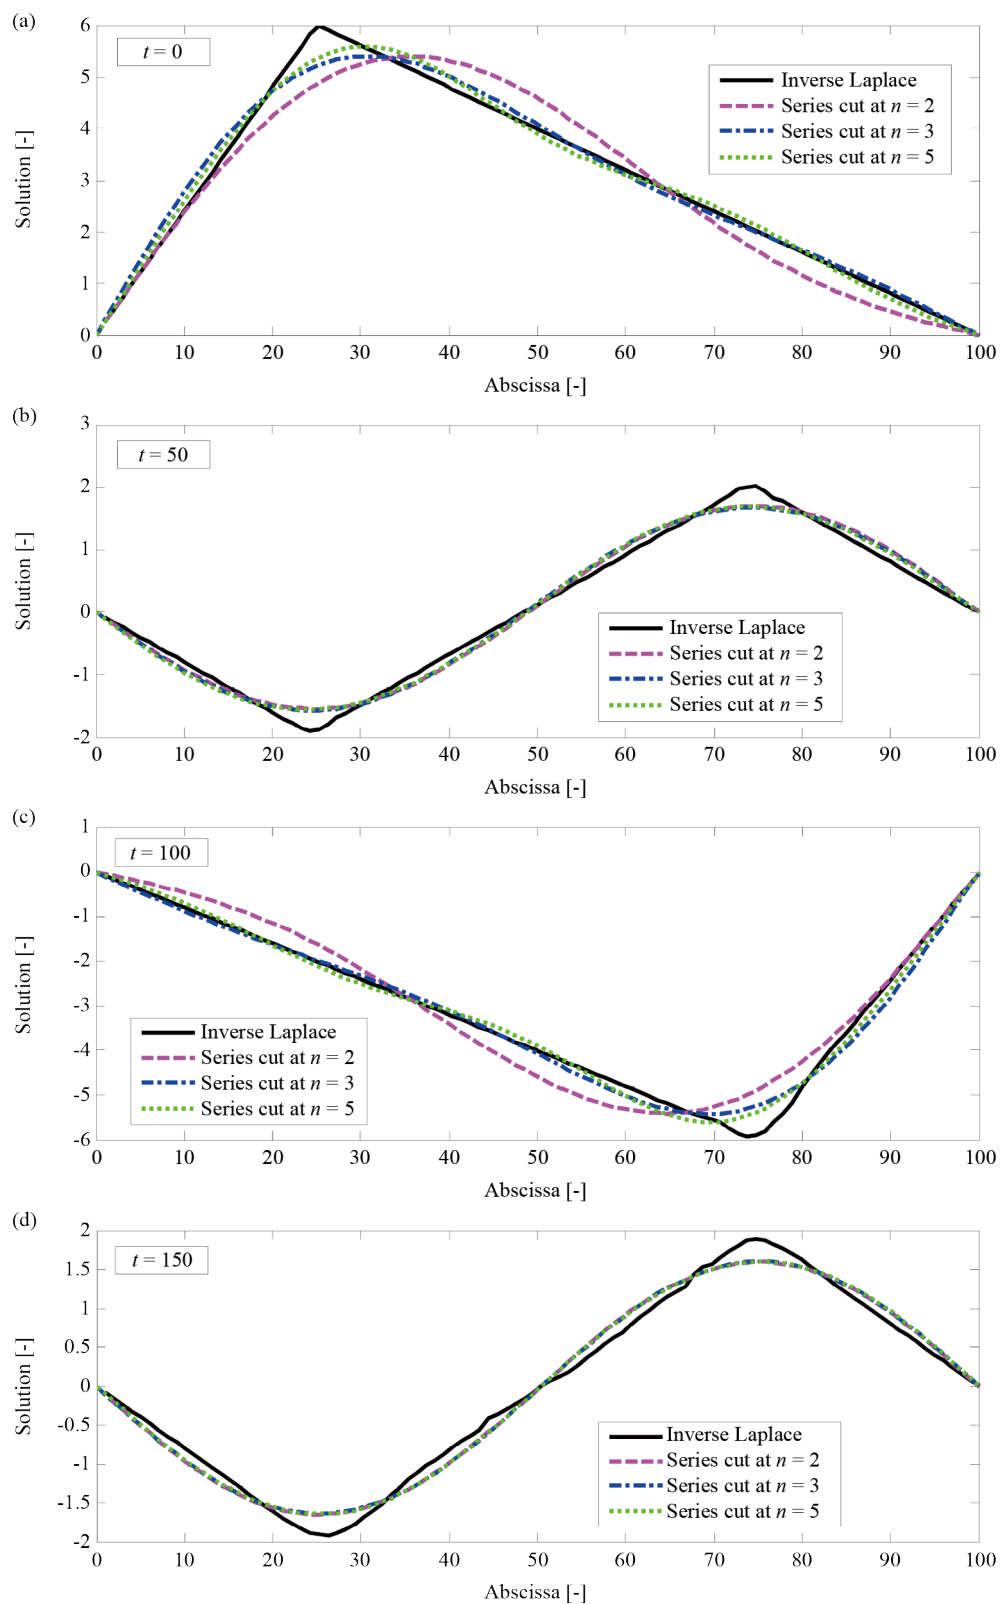 (a)
6
t = 0
5
Inverse Laplace
Series cut at n = 2
4
Series cut at n = 3
Series cut at n = 5
Solution [-]
3
2
1
0
0 10 20 30 40 50 60 70 80 90 100
Abscissa [-]
(b)
3
t = 50
2
1
Solution [-]
0
Inverse Laplace
Series cut at n = 2
-1
Series cut at n = 3
Series cut at n = 5
-2
0 10 20 30 40 50 60 70 80 90 100
Abscissa [-]
(c)
1
t = 100
0
-1
-2
Solution [-]
-3
Inverse Laplace
-4
Series cut at n = 2
Series cut at n = 3
-5
Series cut at n = 5
-6
0 10 20 30 40 50 60 70 80 90 100
Abscissa [-]
(d)
2
t = 150
1.5
1
0.5
Solution [-]
0
-0.5
Inverse Laplace
-1
Series cut at n = 2
Series cut at n = 3
-1.5
Series cut at n = 5
-2
0 10 20 30 40 50 60 70 80 90 100
Abscissa [-]